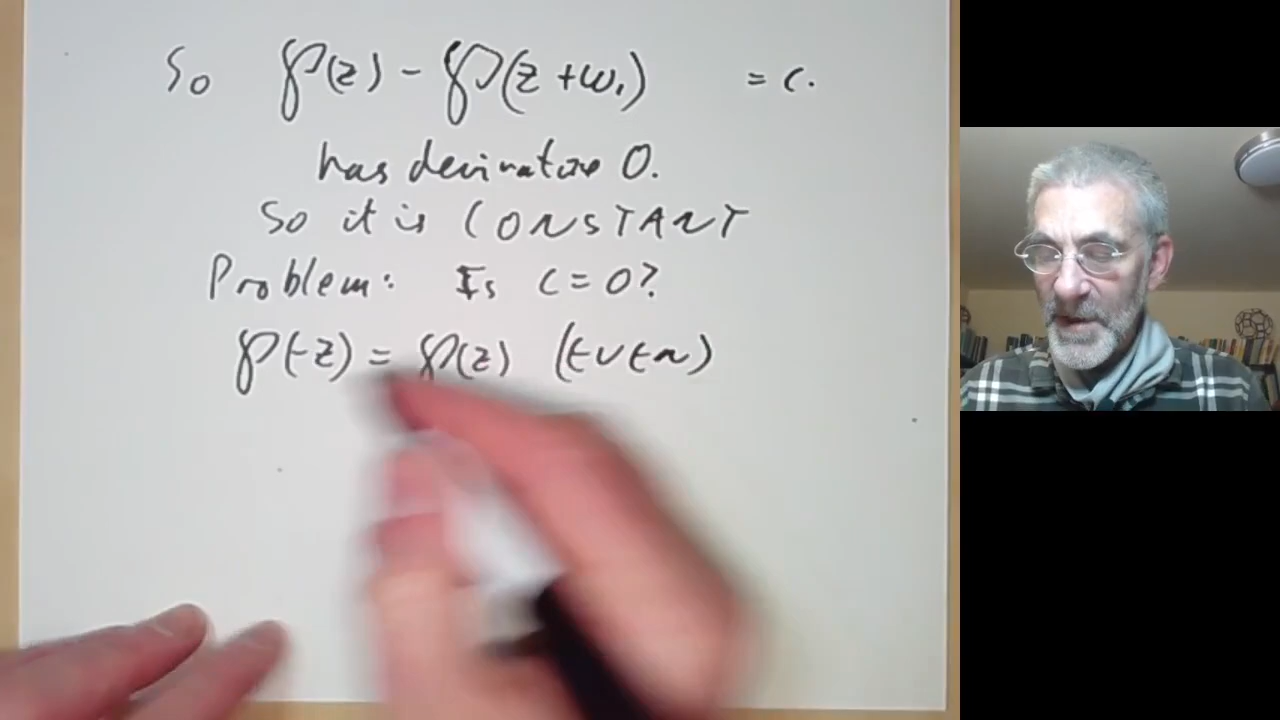 So ℘(z) - ℘(z + ω₁) = c.
has derivative 0.
So it is CONSTANT
Problem: Is c = 0?
℘(-z) = ℘(z) (EVEN)